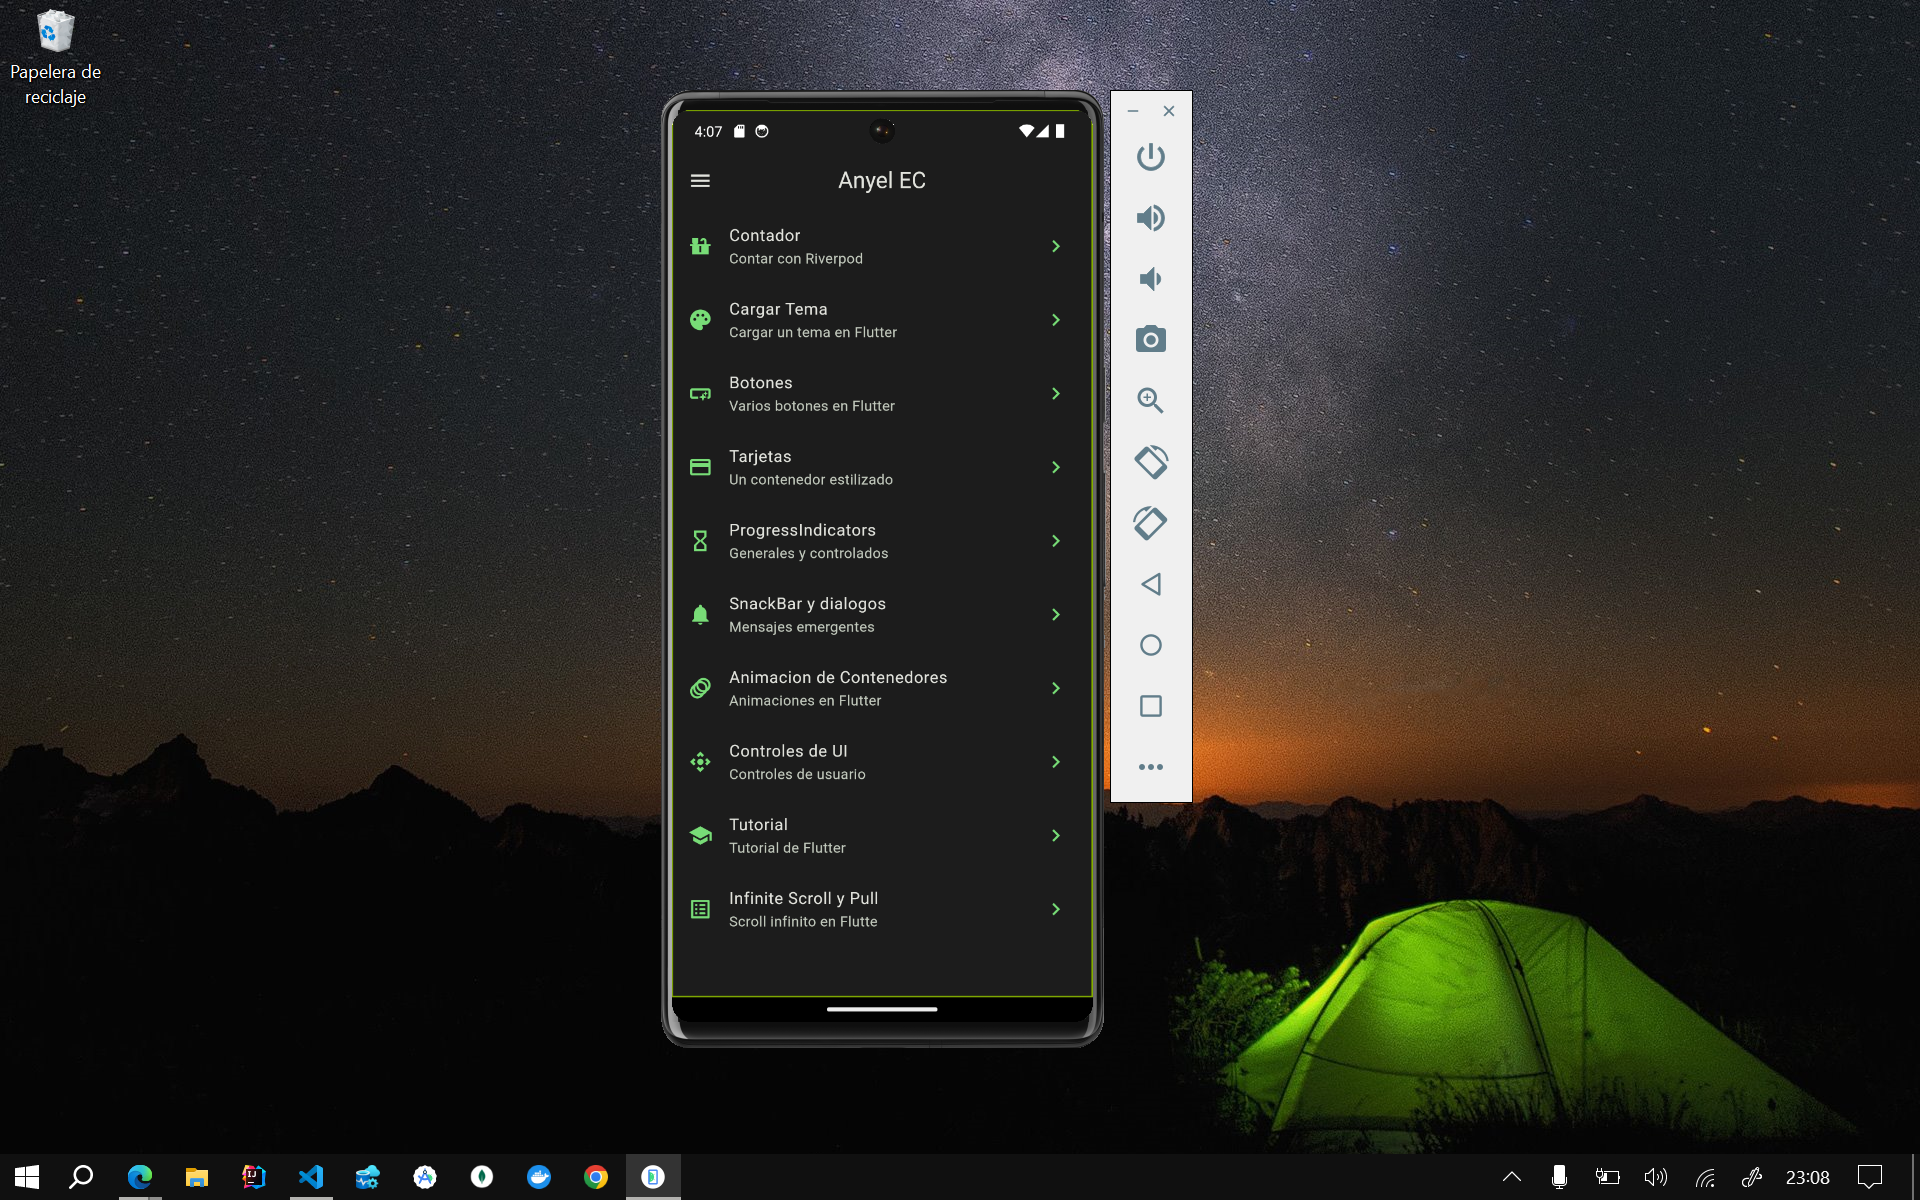 Papelera de
reciclaje
4:07
Anyel EC
Contador
Contar con Riverpod
Cargar Tema
Cargar un tema en Flutter
Botones
Varios botones en Flutter
Tarjetas
Un contenedor estilizado
ProgressIndicators
Generales y controlados
SnackBar y dialogos
Mensajes emergentes
Animacion de Contenedores
Animaciones en Flutter
Controles de UI
Controles de usuario
Tutorial
Tutorial de Flutter
Infinite Scroll y Pull
Scroll infinito en Flutte
23:08